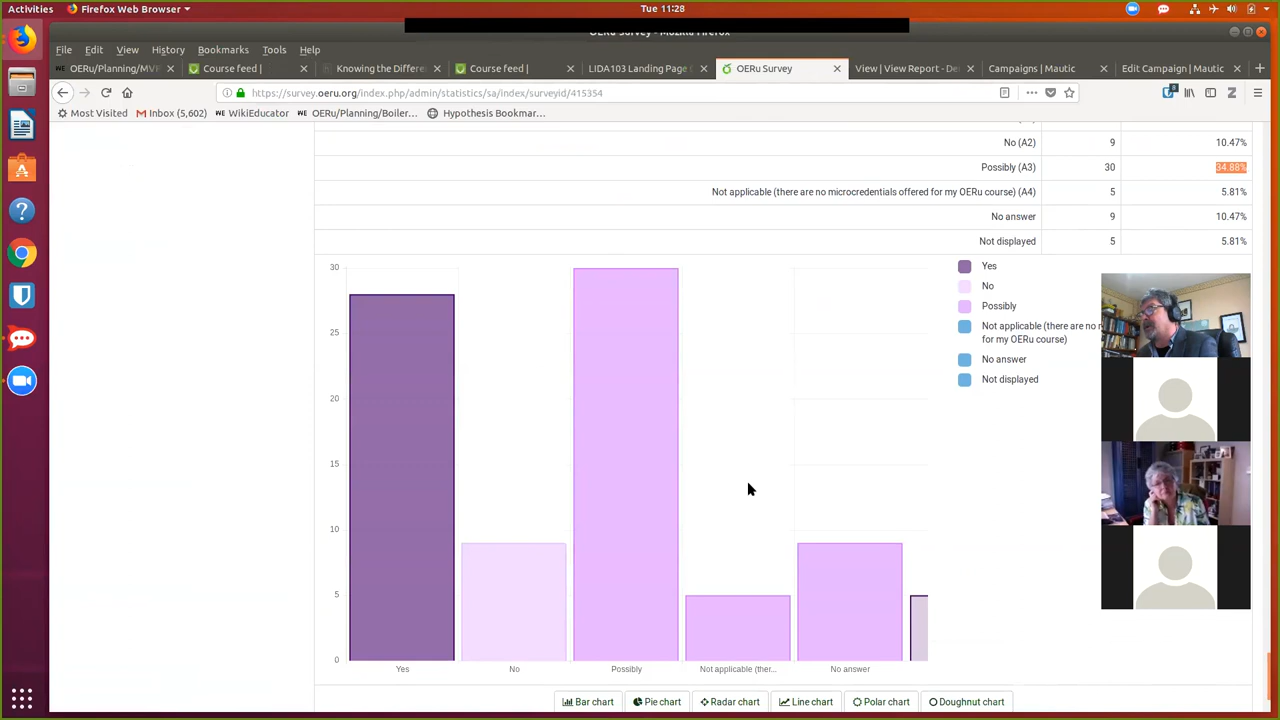 Activities Firefox Web Browser Tue 11:28
OERu Survey - Mozilla Firefox
File Edit View History Bookmarks Tools Help
OERu/Planning/MVP Course feed | Knowing the Differe Course feed | LIDA103 Landing Page OERu Survey View | View Report - De Campaigns | Mautic Edit Campaign | Mautic
https://survey.oeru.org/index.php/admin/statistics/sa/index/surveyid/415354
Most Visited Inbox (5,602) WE WikiEducator WE OERu/Planning/Boiler... Hypothesis Bookmar...
No (A2) 9 10.47%
Possibly (A3) 30 34.88%
Not applicable (there are no microcredentials offered for my OERu course) (A4) 5 5.81%
No answer 9 10.47%
Not displayed 5 5.81%
30
25
20
15
10
5
0
Yes No Possibly Not applicable (ther... No answer
Yes
No
Possibly
Not applicable (there are no
for my OERu course)
No answer
Not displayed
Bar chart Pie chart Radar chart Line chart Polar chart Doughnut chart